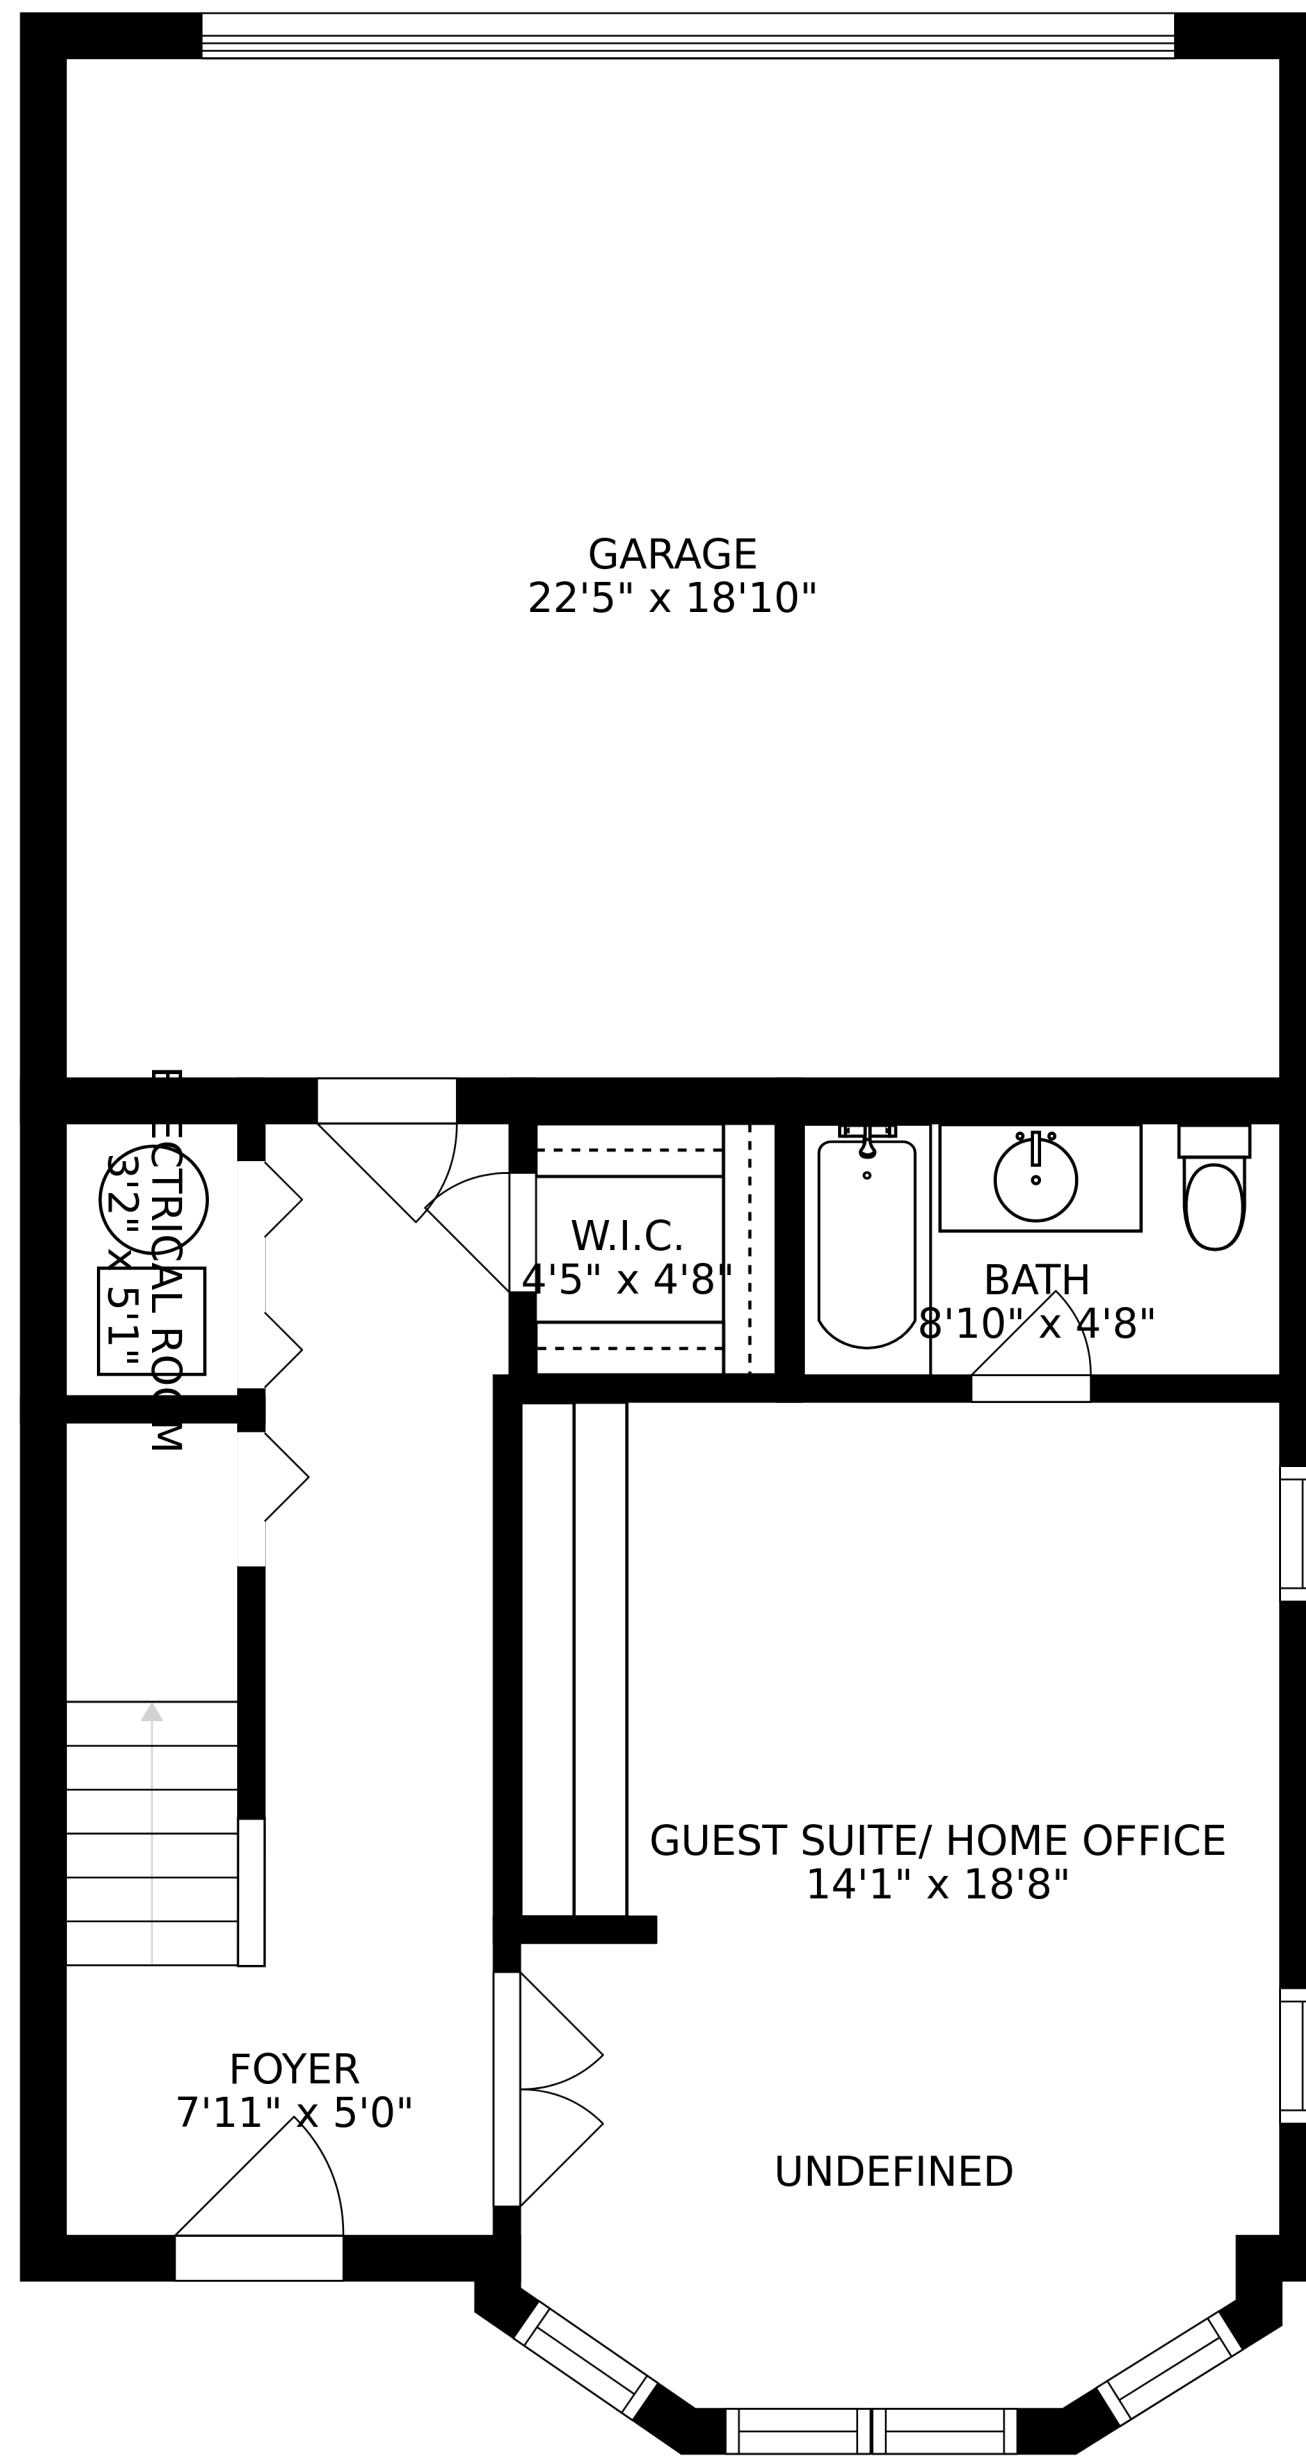 GARAGE
22'5" x 18'10"
ELECTRICAL ROOM
3'2" x 5'1"
W.I.C.
4'5" x 4'8"
BATH
8'10" x 4'8"
GUEST SUITE/ HOME OFFICE
14'1" x 18'8"
FOYER
7'11" x 5'0"
UNDEFINED